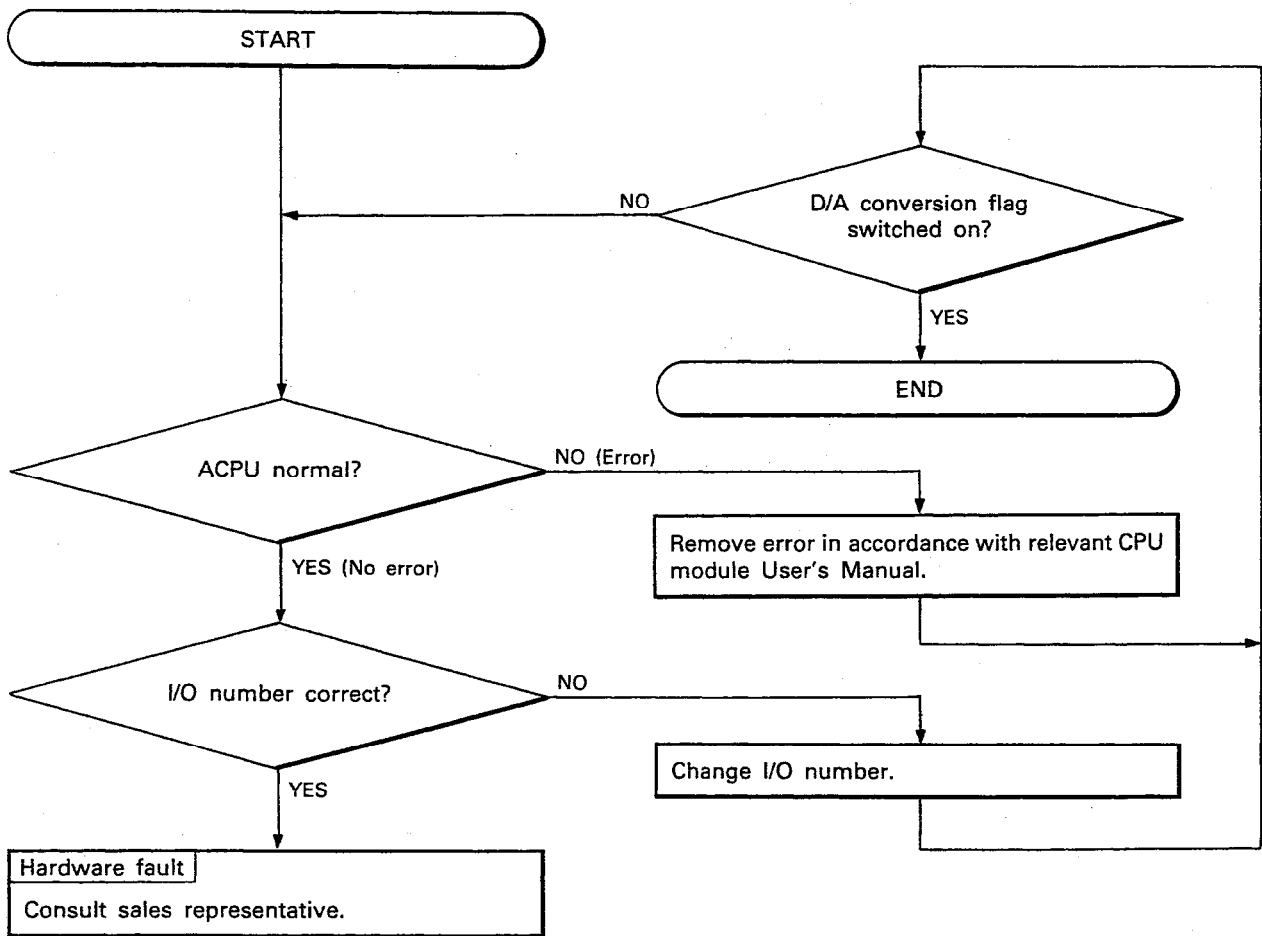 START
NO
D/A conversion flag
switched on?
YES
END
ACPU normal?
NO (Error)
Remove error in accordance with relevant CPU
module User's Manual.
YES (No error)
I/O number correct?
NO
Change I/O number.
YES
Hardware fault
Consult sales representative.